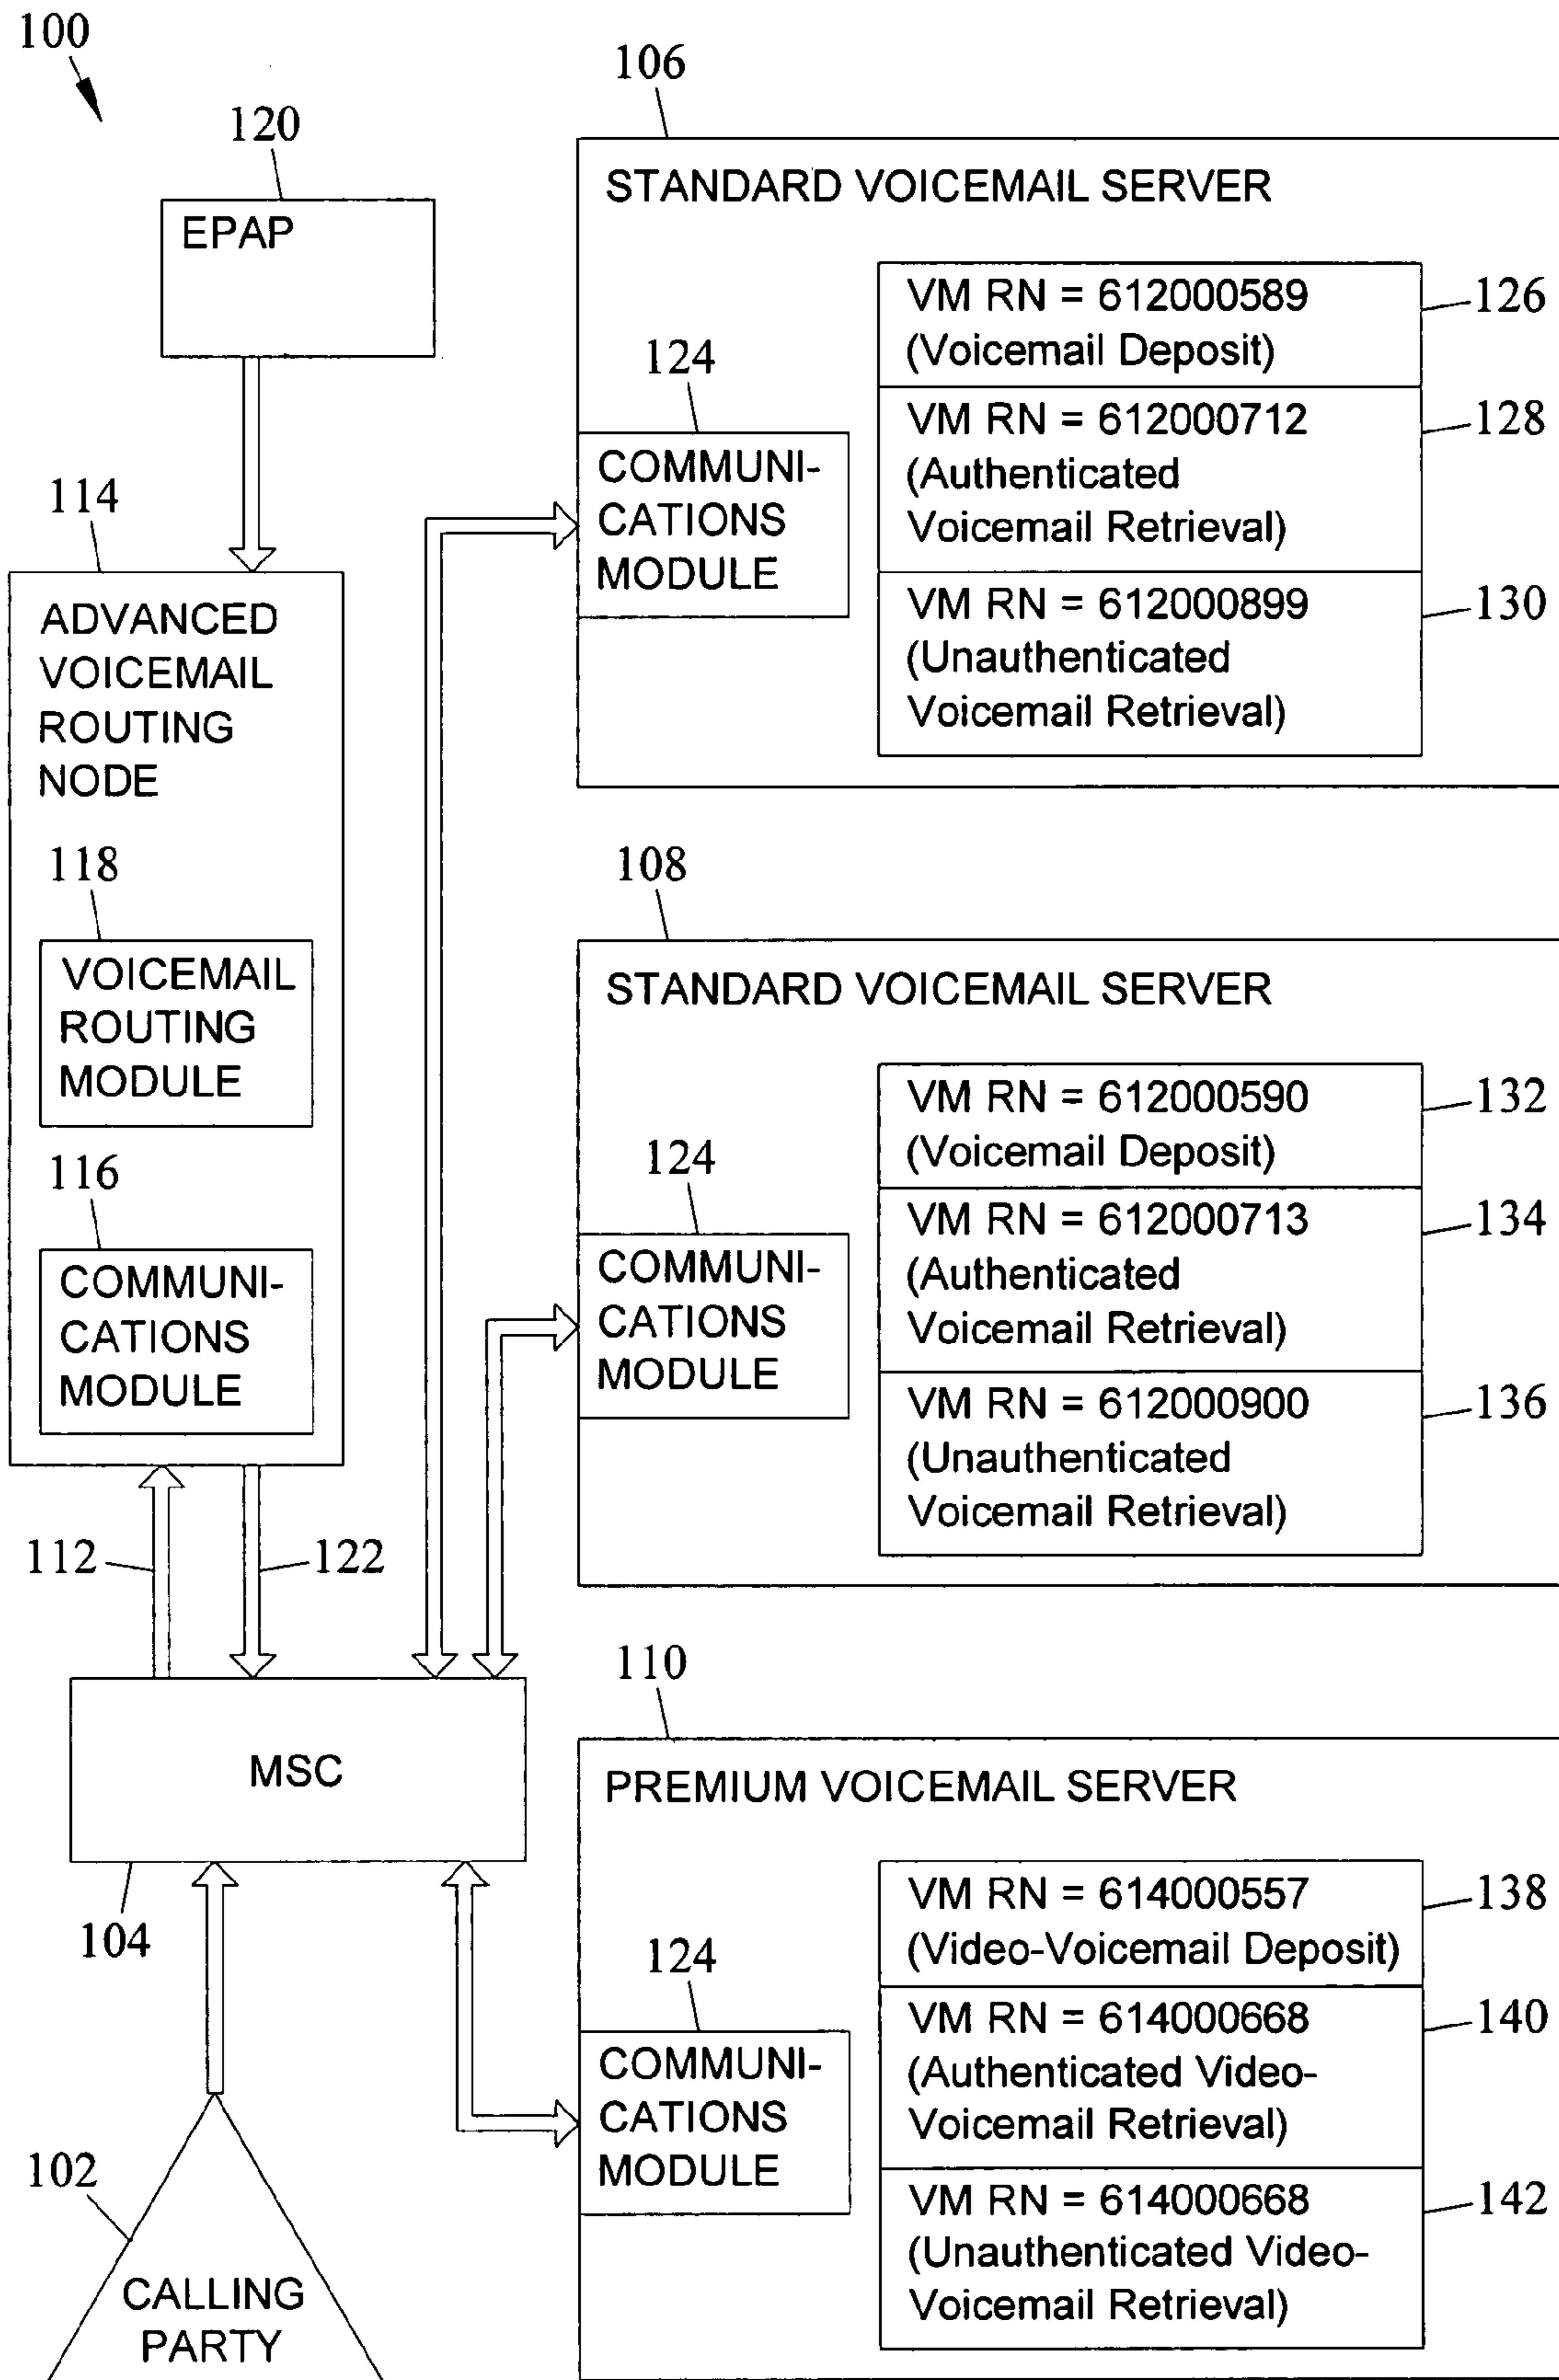 100
120
EPAP
114
ADVANCED
VOICEMAIL
ROUTING
NODE
118
VOICEMAIL
ROUTING
MODULE
116
COMMUNI-
CATIONS
MODULE
112
122
MSC
104
102
CALLING
PARTY
106
STANDARD VOICEMAIL SERVER
124
COMMUNI-
CATIONS
MODULE
VM RN = 612000589
(Voicemail Deposit)
126
VM RN = 612000712
(Authenticated
Voicemail Retrieval)
128
VM RN = 612000899
(Unauthenticated
Voicemail Retrieval)
130
108
STANDARD VOICEMAIL SERVER
124
COMMUNI-
CATIONS
MODULE
VM RN = 612000590
(Voicemail Deposit)
132
VM RN = 612000713
(Authenticated
Voicemail Retrieval)
134
VM RN = 612000900
(Unauthenticated
Voicemail Retrieval)
136
110
PREMIUM VOICEMAIL SERVER
124
COMMUNI-
CATIONS
MODULE
VM RN = 614000557
(Video-Voicemail Deposit)
138
VM RN = 614000668
(Authenticated Video-
Voicemail Retrieval)
140
VM RN = 614000668
(Unauthenticated Video-
Voicemail Retrieval)
142